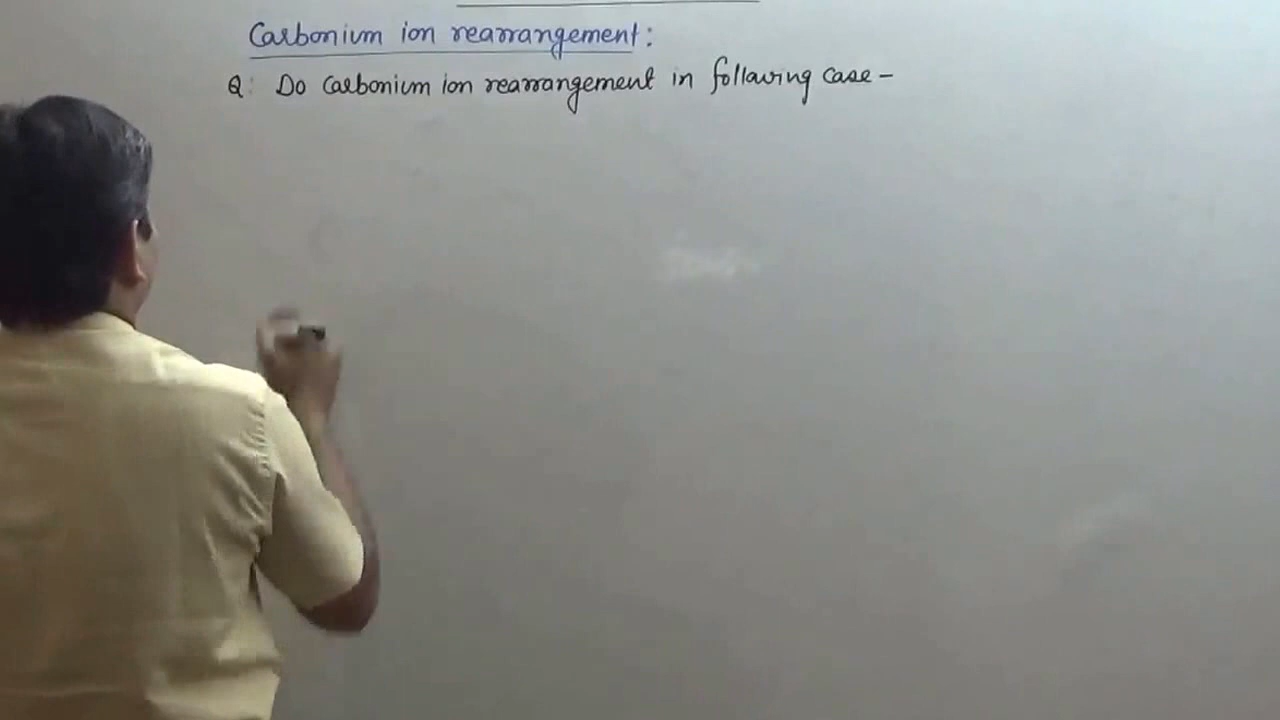 Carbonium ion rearrangement:
Q: Do Carbonium ion rearrangement in following case -